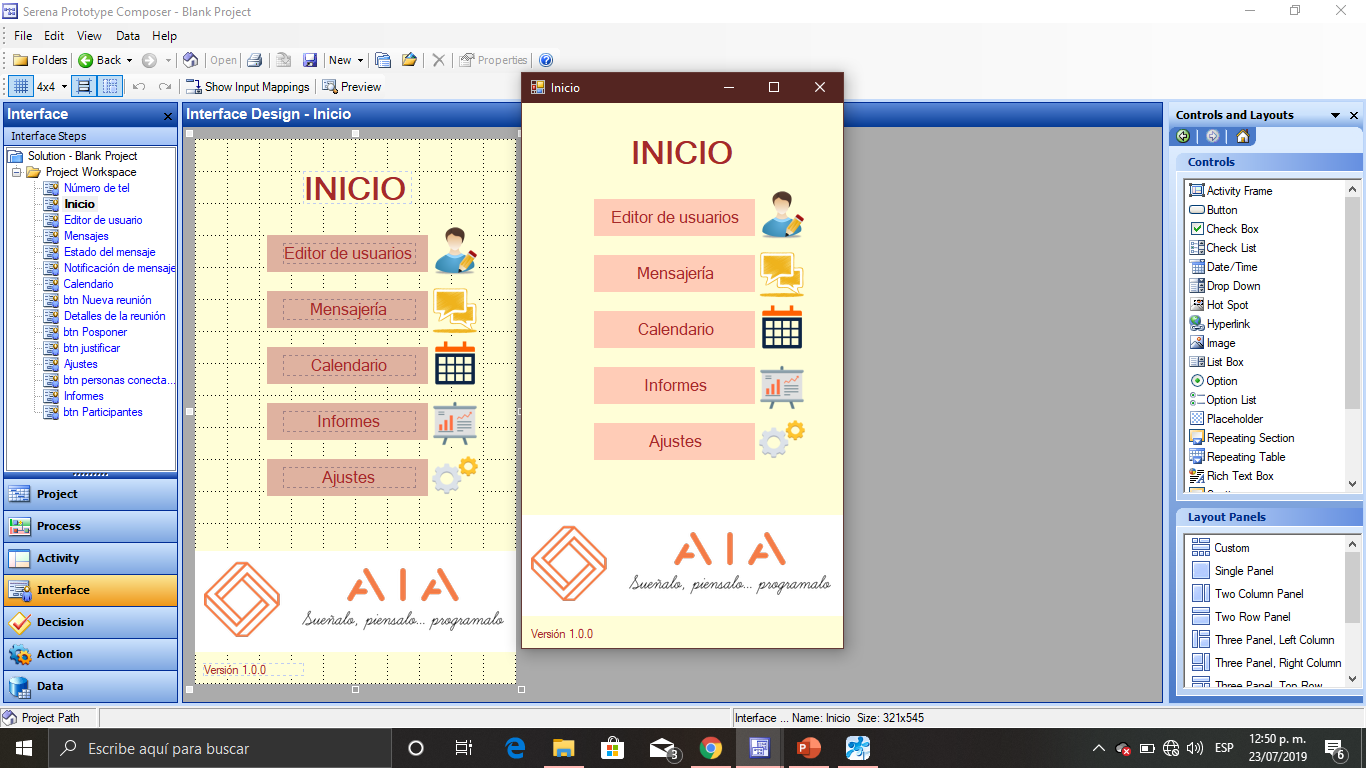 Serena Prototype Composer - Blank Project
File Edit View Data Help
Folders Back Open New Properties
4x4 Show Input Mappings Preview
Interface
Interface Steps
Solution - Blank Project
Project Workspace
Número de tel
Inicio
Editor de usuario
Mensajes
Estado del mensaje
Notificación de mensaje
Calendario
btn Nueva reunión
Detalles de la reunión
btn Posponer
btn justificar
Ajustes
btn personas conecta...
Informes
btn Participantes
Project
Process
Activity
Interface
Decision
Action
Data
Interface Design - Inicio
INICIO
Editor de usuarios
Mensajería
Calendario
Informes
Ajustes
AIA
Sueñalo, piensalo... programalo
Versión 1.0.0
Inicio
INICIO
Editor de usuarios
Mensajería
Calendario
Informes
Ajustes
AIA
Sueñalo, piensalo... programalo
Versión 1.0.0
Controls and Layouts
Controls
Activity Frame
Button
Check Box
Check List
Date/Time
Drop Down
Hot Spot
Hyperlink
Image
List Box
Option
Option List
Placeholder
Repeating Section
Repeating Table
Rich Text Box
Layout Panels
Custom
Single Panel
Two Column Panel
Two Row Panel
Three Panel, Left Column
Three Panel, Right Column
Three Panel, Top Row
Project Path
Interface ... Name: Inicio Size: 321x545
Escribe aquí para buscar
3
ESP
12:50 p. m.
23/07/2019
6